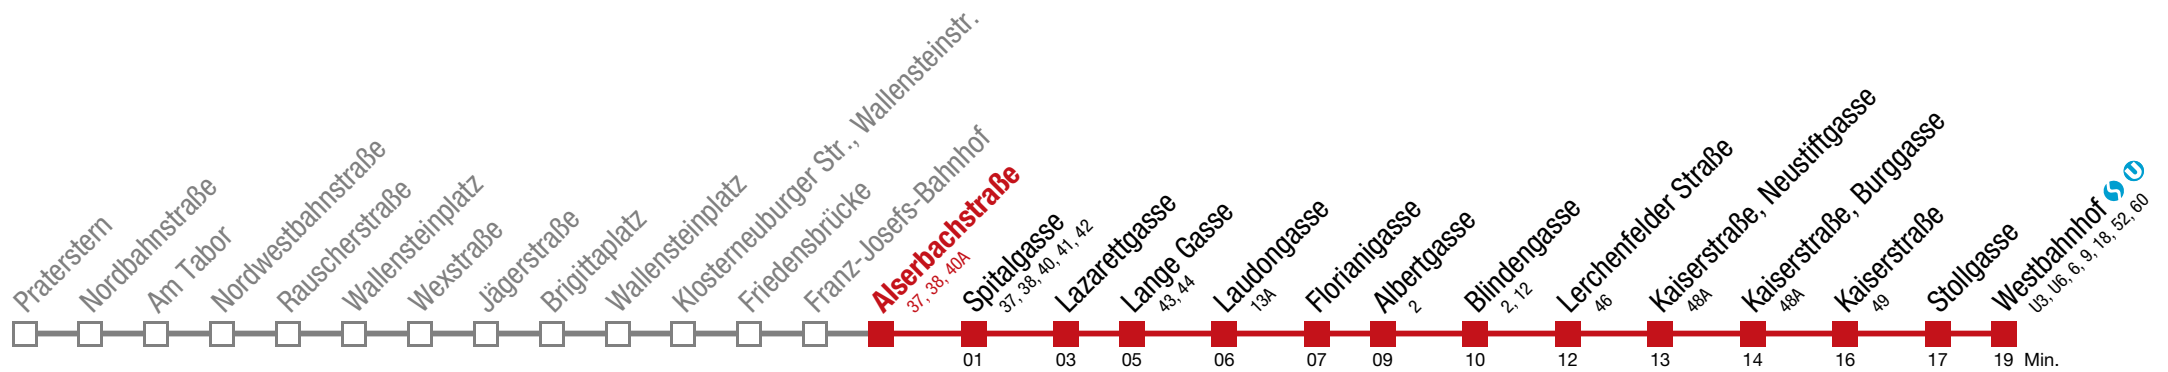 Praterstern
Nordbahnstraße
Am Tabor
Nordwestbahnstraße
Rauscherstraße
Wallensteinplatz
Wexstraße
Jägerstraße
Brigittaplatz
Wallensteinplatz
Klosterneuburger Str., Wallensteinstr.
Friedensbrücke
Franz-Josefs-Bahnhof
Alserbachstraße
37, 38, 40A
Spitalgasse
37, 38, 40, 41, 42
Lazarettgasse
Lange Gasse
43, 44
Laudongasse
13A
Florianigasse
Albertgasse
2
Blindengasse
2, 12
Lerchenfelder Straße
46
Kaiserstraße, Neustiftgasse
48A
Kaiserstraße, Burggasse
48A
Kaiserstraße
49
Stollgasse
Westbahnhof S U
U3, U6, 6, 9, 18, 52, 60
01 03 05 06 07 09 10 12 13 14 16 17 19 Min.